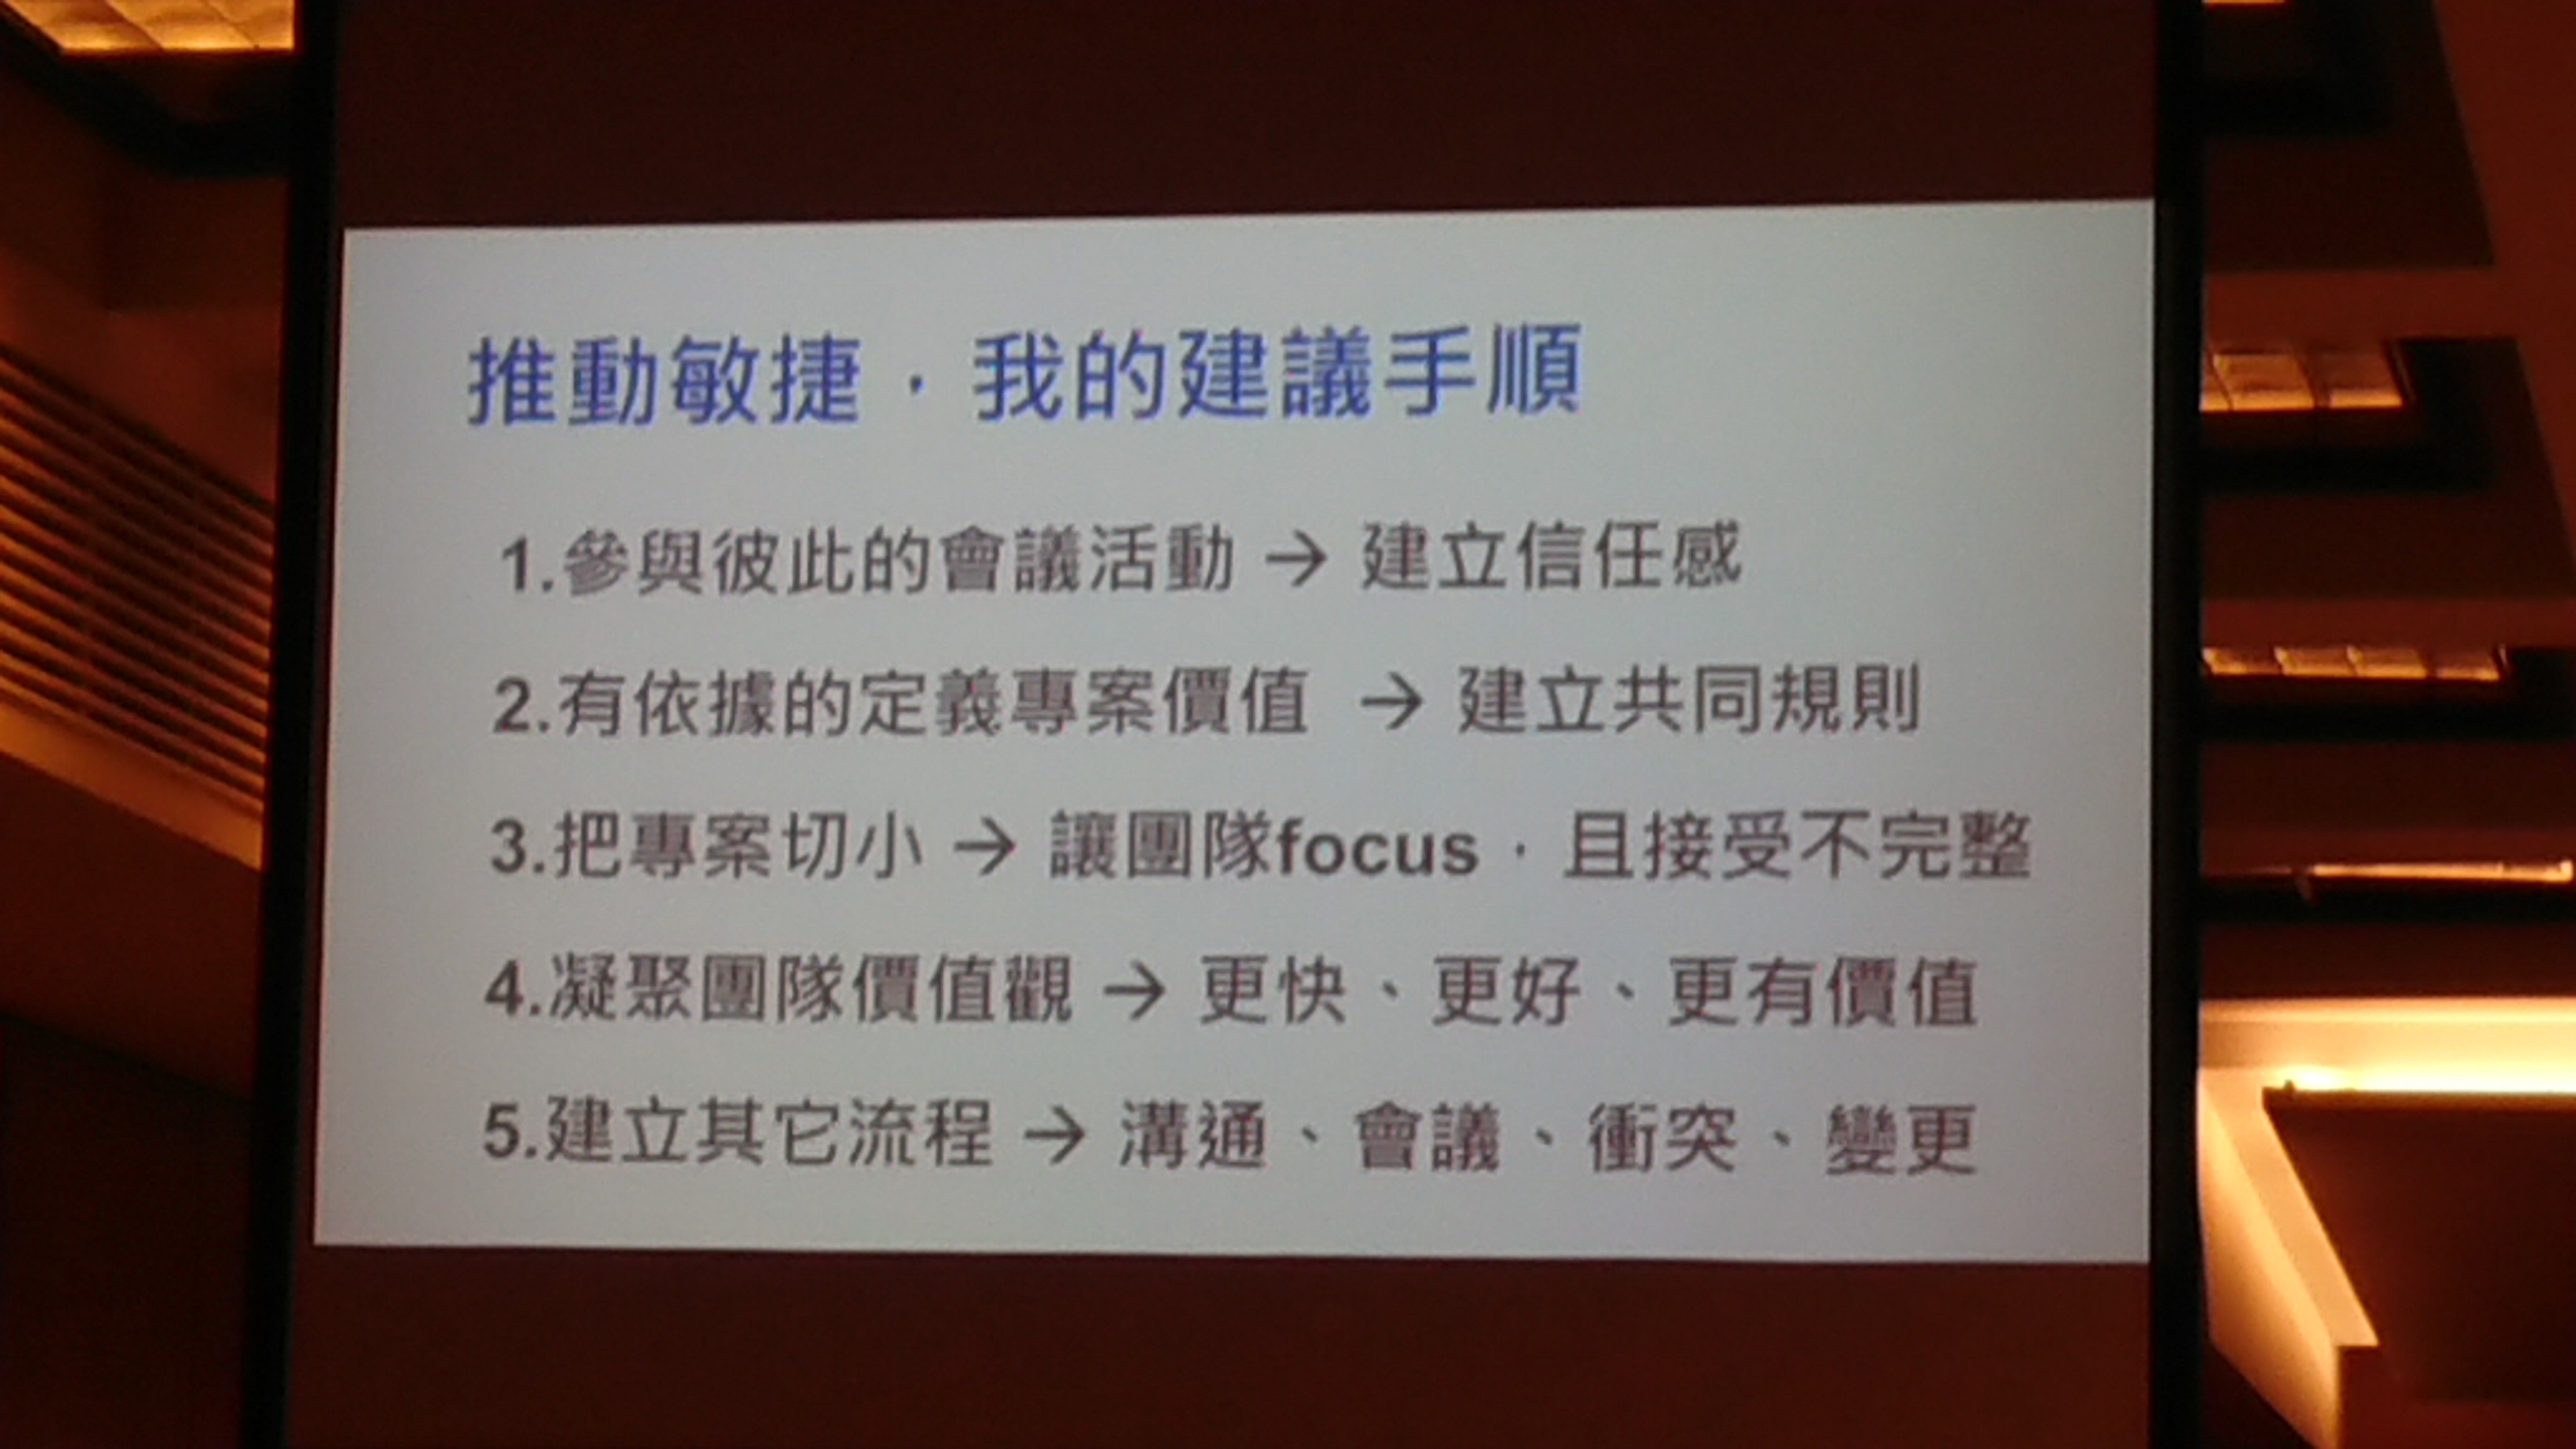 推動敏捷，我的建議手順
1.參與彼此的會議活動 → 建立信任感
2.有依據的定義專案價值 → 建立共同規則
3.把專案切小 → 讓團隊focus，且接受不完整
4.凝聚團隊價值觀 → 更快、更好、更有價值
5.建立其它流程 → 溝通、會議、衝突、變更